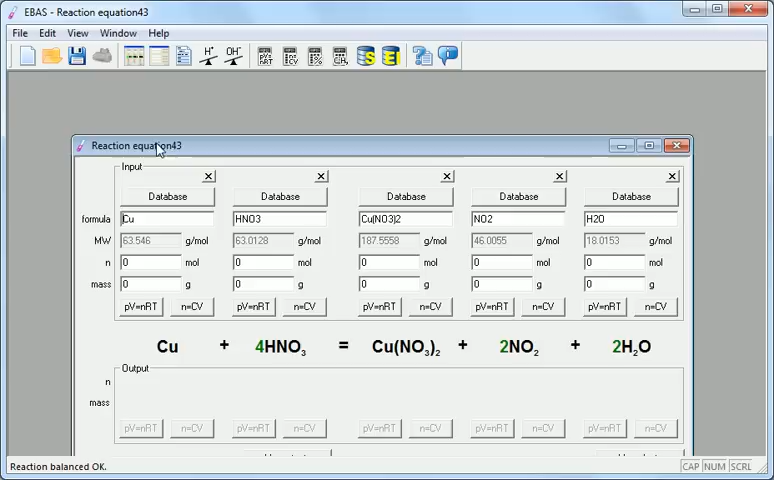 EBAS - Reaction equation43
File Edit View Window Help
H⁺ OH⁻ pV= nRT
Reaction equation43
Input
Database Database Database Database Database
formula Cu HNO3 Cu(NO3)2 NO2 H2O
MW 63.546 g/mol 63.0128 g/mol 187.5558 g/mol 46.0055 g/mol 18.0153 g/mol
n 0 mol 0 mol 0 mol 0 mol 0 mol
mass 0 g 0 g 0 g 0 g 0 g
pV=nRT n=CV pV=nRT n=CV pV=nRT n=CV pV=nRT n=CV pV=nRT n=CV
Cu + 4HNO₃ = Cu(NO₃)₂ + 2NO₂ + 2H₂O
Output
n
mass
pV=nRT n=CV pV=nRT n=CV pV=nRT n=CV pV=nRT n=CV pV=nRT n=CV
Reaction balanced OK. CAP NUM SCRL